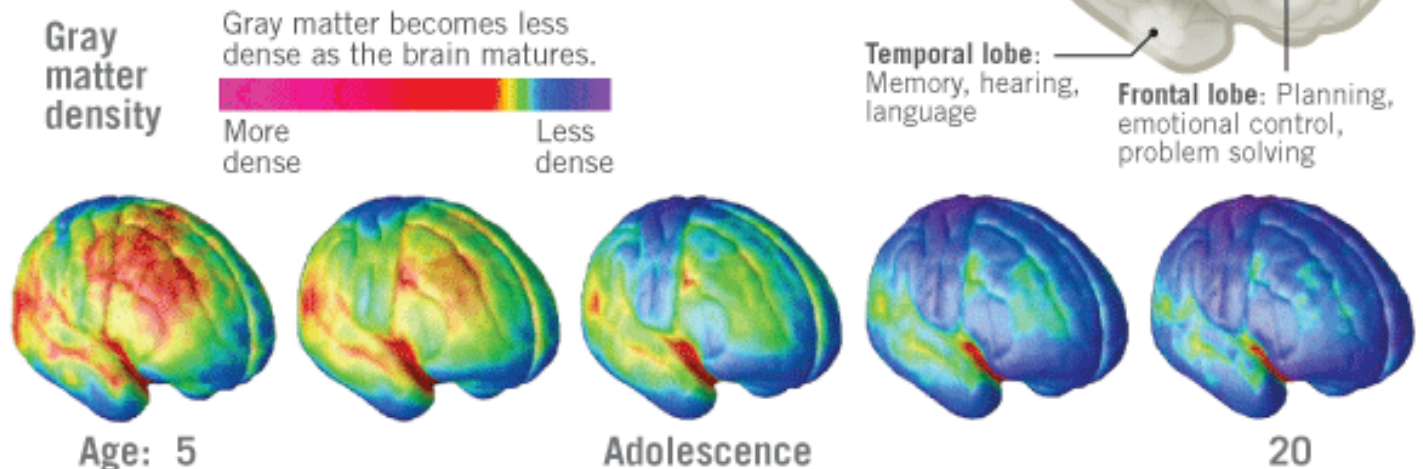 Gray
matter
density
Gray matter becomes less
dense as the brain matures.
More
dense
Less
dense
Temporal lobe:
Memory, hearing,
language
Frontal lobe: Planning,
emotional control,
problem solving
Age: 5
Adolescence
20